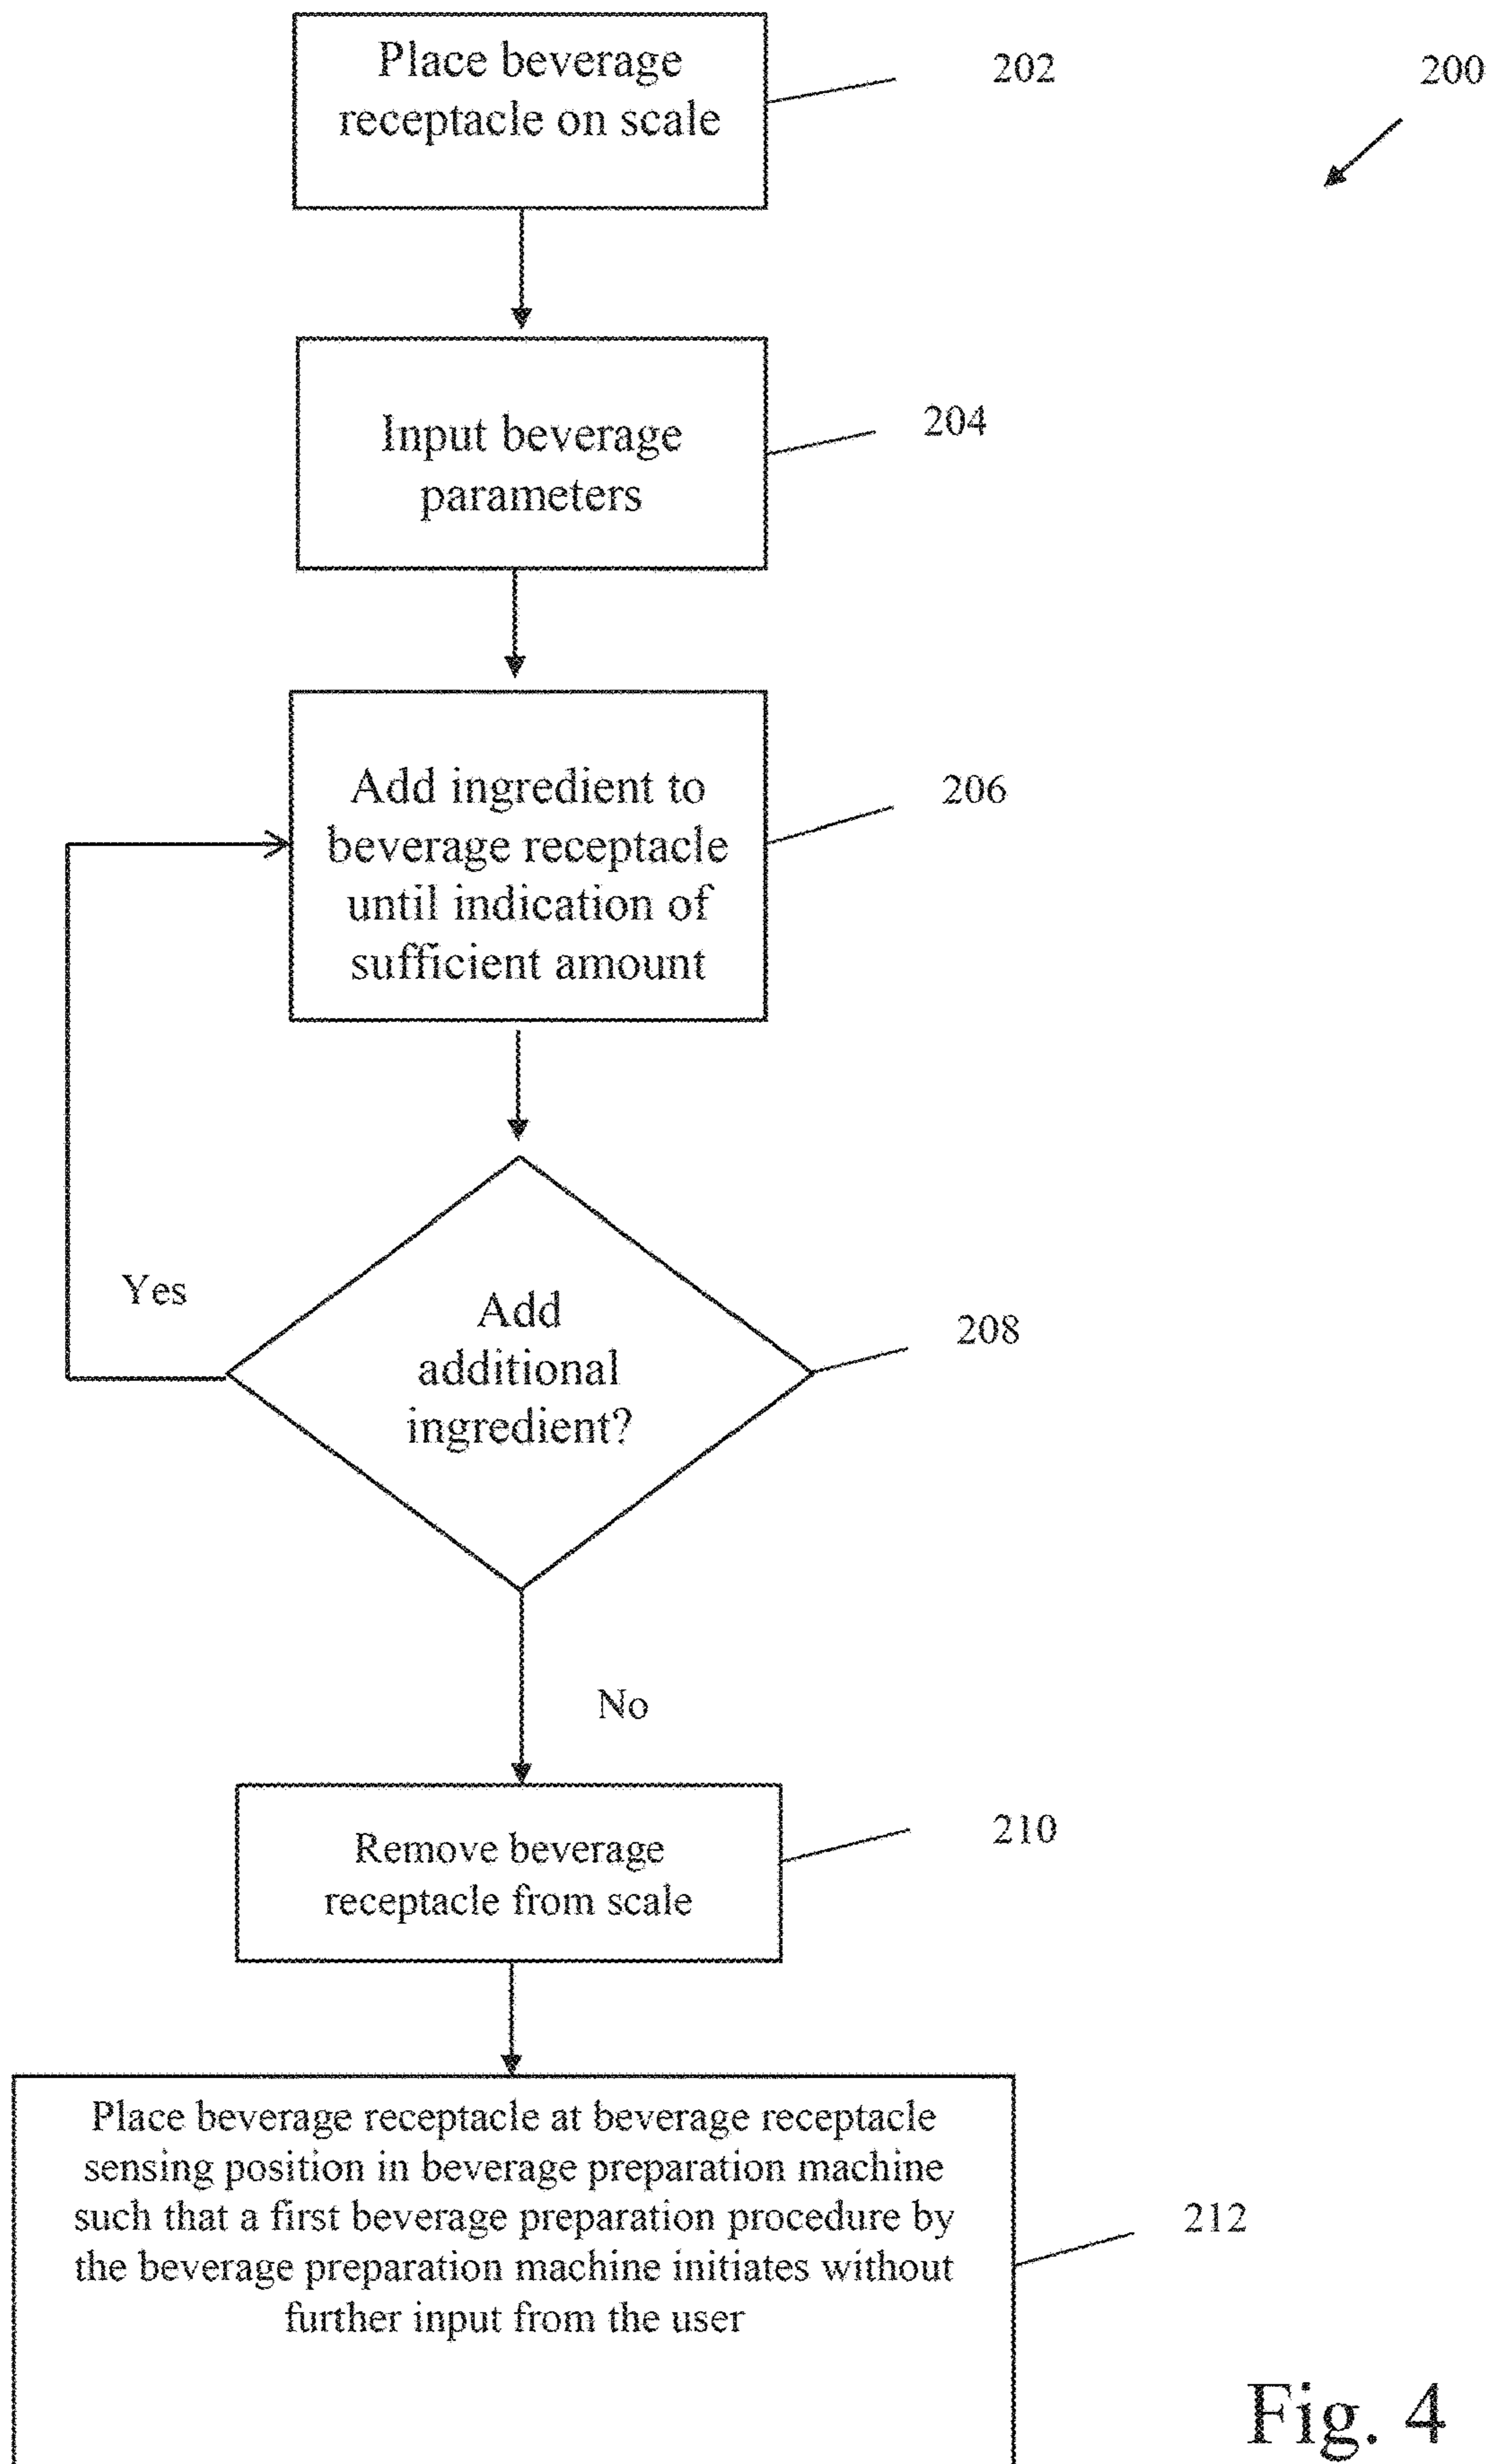 Place beverage
receptacle on scale
202
200
Input beverage
parameters
204
Add ingredient to
beverage receptacle
until indication of
sufficient amount
206
Yes
Add
additional
ingredient?
208
No
Remove beverage
receptacle from scale
210
Place beverage receptacle at beverage receptacle
sensing position in beverage preparation machine
such that a first beverage preparation procedure by
the beverage preparation machine initiates without
further input from the user
212
Fig. 4